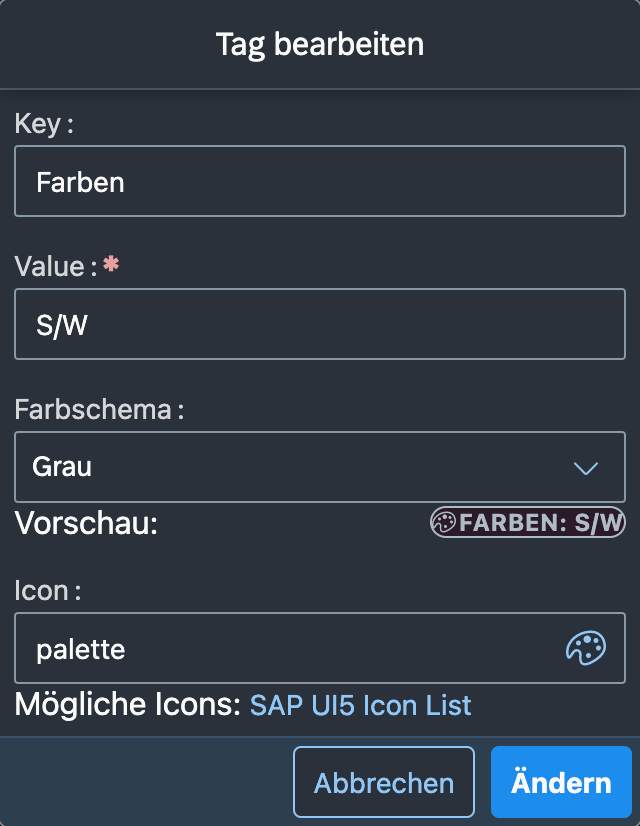 Tag bearbeiten
Key :
Farben
Value : *
S/W
Farbschema :
Grau
Vorschau: FARBEN: S/W
Icon :
palette
Mögliche Icons: SAP UI5 Icon List
Abbrechen Ändern